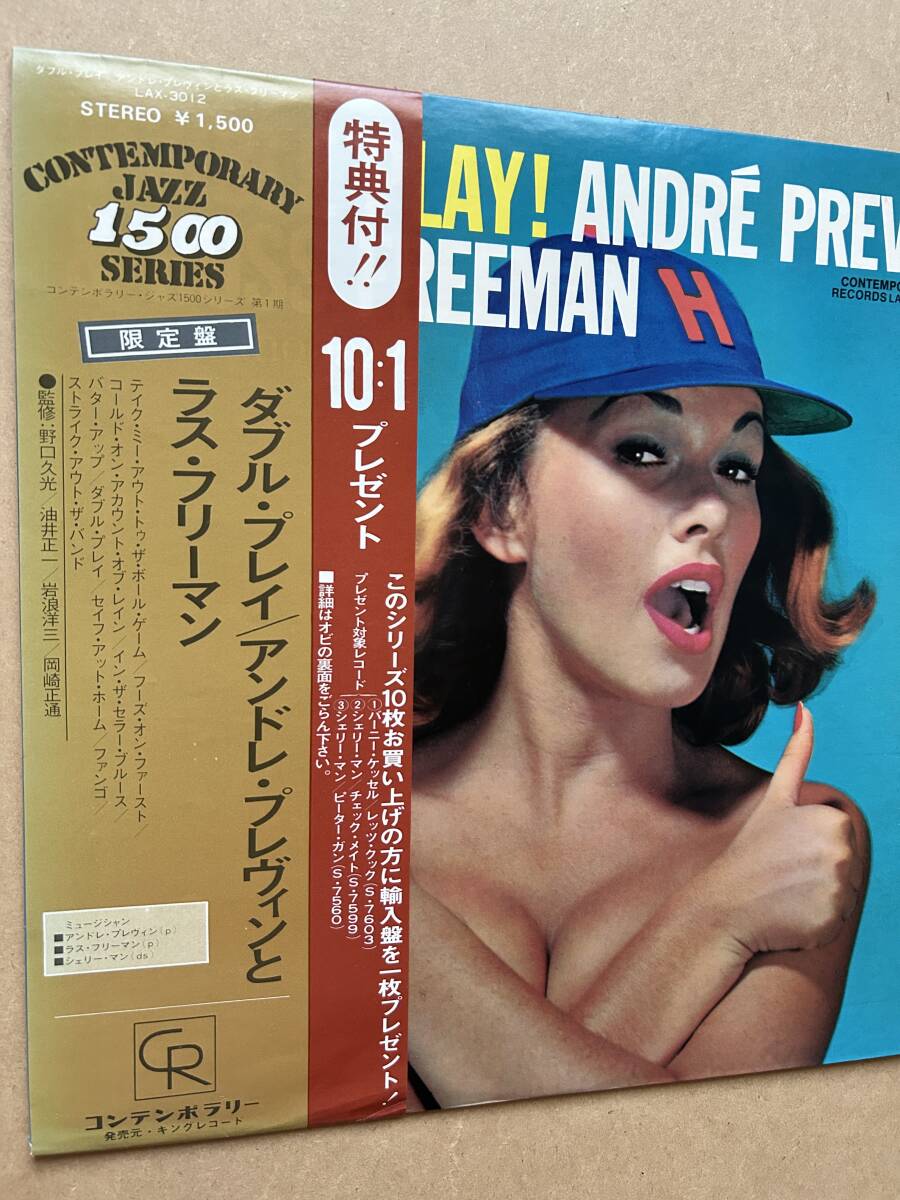 ダブル・プレイ/アンドレ・プレヴィンとラス・フリーマン
LAX-3012
STEREO ¥1,500
CONTEMPORARY
JAZZ
1500
SERIES
コンテンポラリー・ジャズ1500シリーズ 第1期
限定盤
ダブル・プレイ/アンドレ・プレヴィンと
ラス・フリーマン
テイク・ミー・アウト・トゥ・ザ・ボール・ゲーム/フーズ・オン・ファースト/
コールド・オン・アカウント・オブ・レイン/イン・ザ・セラー・ブルース/
バター・アップ/ダブル・プレイ/セイフ・アット・ホーム/ファンゴ/
ストライク・アウト・ザ・バンド
●監修:野口久光/油井正一/岩浪洋三/岡崎正通
ミュージシャン
■アンドレ・プレヴィン(p)
■ラス・フリーマン(p)
■シェリー・マン(ds)
CR
コンテンポラリー
発売元・キングレコード
特典付!!
10:1
プレゼント
このシリーズ10枚お買い上げの方に輸入盤を一枚プレゼント!
プレゼント対象レコード
①バーニー・ケッセル/レッツ・クック(S・7603)
②シェリー・マン/チェック・メイト(S・7599)
③シェリー・マン/ピーター・ガン(S・7560)
■詳細はオビの裏面をごらん下さい。
LAY! ANDRÉ PREV
REEMAN
H
CONTEMPO
RECORDS LA